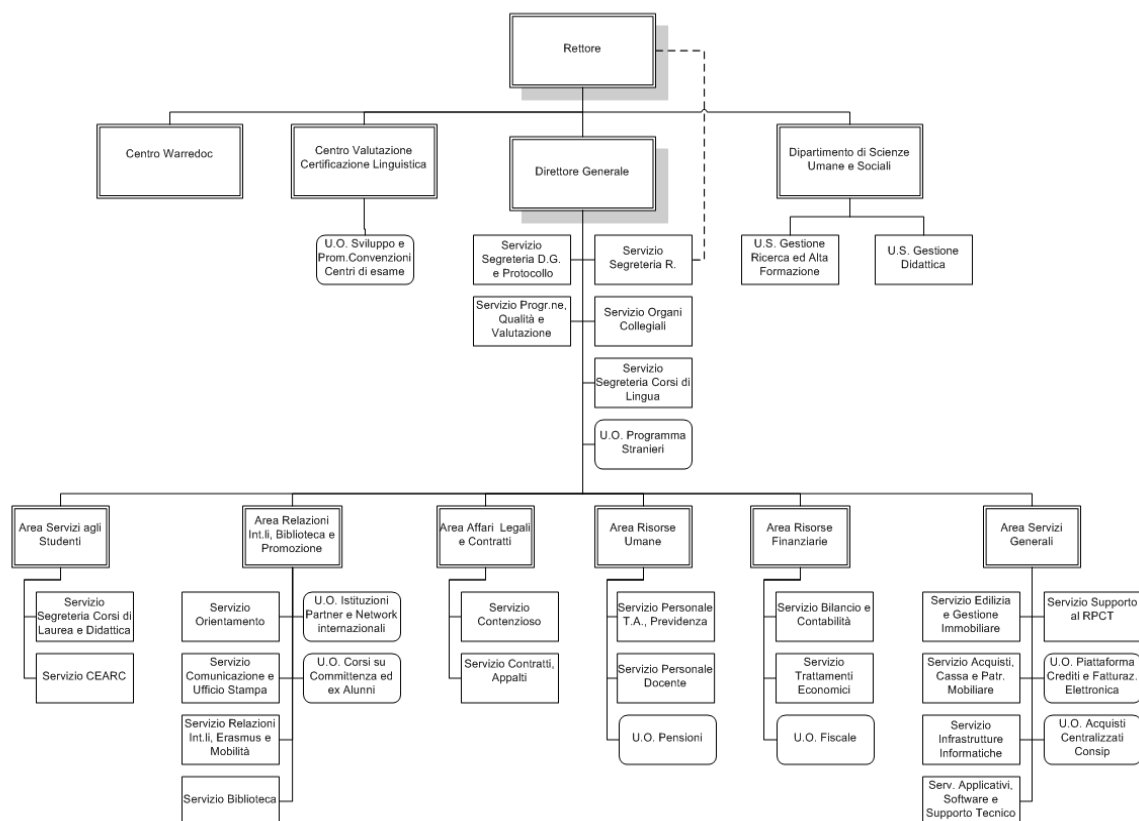 Rettore
Centro Warredoc
Centro Valutazione
Certificazione Linguistica
Direttore Generale
Dipartimento di Scienze
Umane e Sociali
U.O. Sviluppo e
Prom.Convenzioni
Centri di esame
Servizio
Segreteria D.G.
e Protocollo
Servizio
Segreteria R.
U.S. Gestione
Ricerca ed Alta
Formazione
U.S. Gestione
Didattica
Servizio Progr.ne,
Qualità e
Valutazione
Servizio Organi
Collegiali
Servizio
Segreteria Corsi di
Lingua
U.O. Programma
Stranieri
Area Servizi agli
Studenti
Area Relazioni
Int.li, Biblioteca e
Promozione
Area Affari Legali
e Contratti
Area Risorse
Umane
Area Risorse
Finanziarie
Area Servizi
Generali
Servizio
Segreteria Corsi di
Laurea e Didattica
Servizio
Orientamento
U.O. Istituzioni
Partner e Network
internazionali
Servizio
Contenzioso
Servizio Personale
T.A., Previdenza
Servizio Bilancio e
Contabilità
Servizio Edilizia
e Gestione
Immobiliare
Servizio Supporto
al RPCT
Servizio CEARC
Servizio
Comunicazione e
Ufficio Stampa
U.O. Corsi su
Committenza ed
ex Alunni
Servizio Contratti,
Appalti
Servizio Personale
Docente
Servizio
Trattamenti
Economici
Servizio Acquisti,
Cassa e Patr.
Mobiliare
U.O. Piattaforma
Crediti e Fatturaz.
Elettronica
Servizio Relazioni
Int.li, Erasmus e
Mobilità
U.O. Pensioni
U.O. Fiscale
Servizio
Infrastrutture
Informatiche
U.O. Acquisti
Centralizzati
Consip
Servizio Biblioteca
Serv. Applicativi,
Software e
Supporto Tecnico